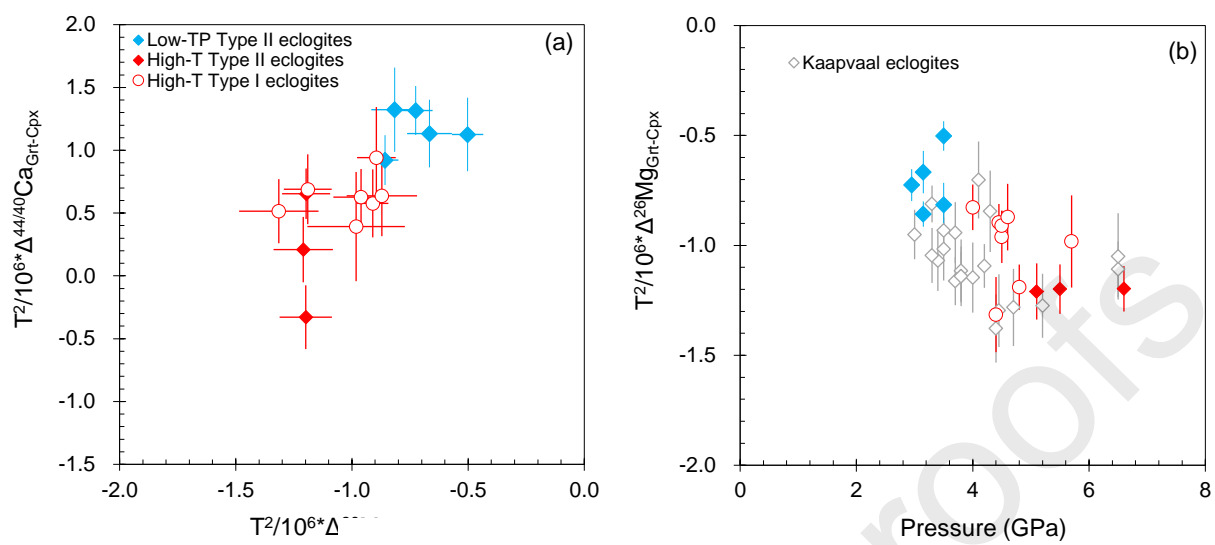 (a)
Low-TP Type II eclogites
High-T Type II eclogites
High-T Type I eclogites
T²/10⁶*Δ⁴⁴/⁴⁰Ca_Grt-Cpx
2.0
1.5
1.0
0.5
0.0
-0.5
-1.0
-1.5
-2.0 -1.5 -1.0 -0.5 0.0
T²/10⁶*Δ
(b)
Kaapvaal eclogites
T²/10⁶*Δ²⁶Mg_Grt-Cpx
0.0
-0.5
-1.0
-1.5
-2.0
0 2 4 6 8
Pressure (GPa)
roofs